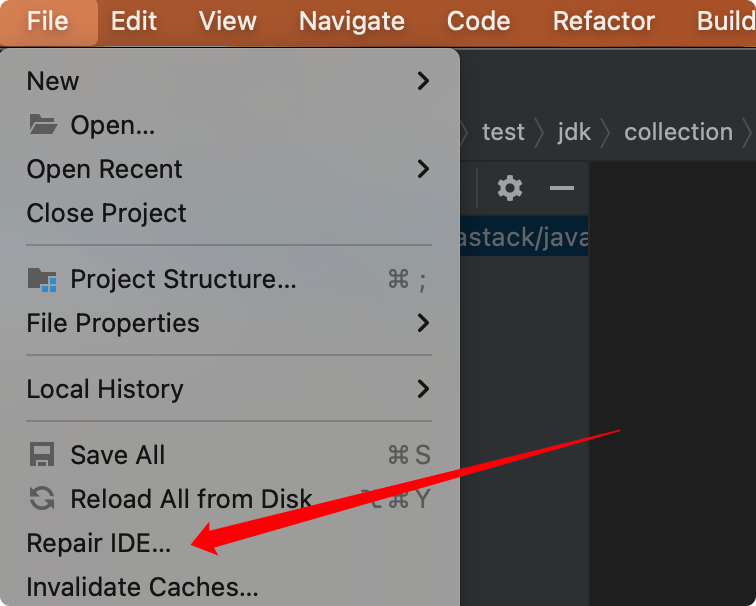 File Edit View Navigate Code Refactor Build
New
Open...
Open Recent
Close Project
Project Structure... ⌘ ;
File Properties
Local History
Save All ⌘ S
Reload All from Disk ⌥ ⌘ Y
Repair IDE...
Invalidate Caches...
test jdk collection
astack/java